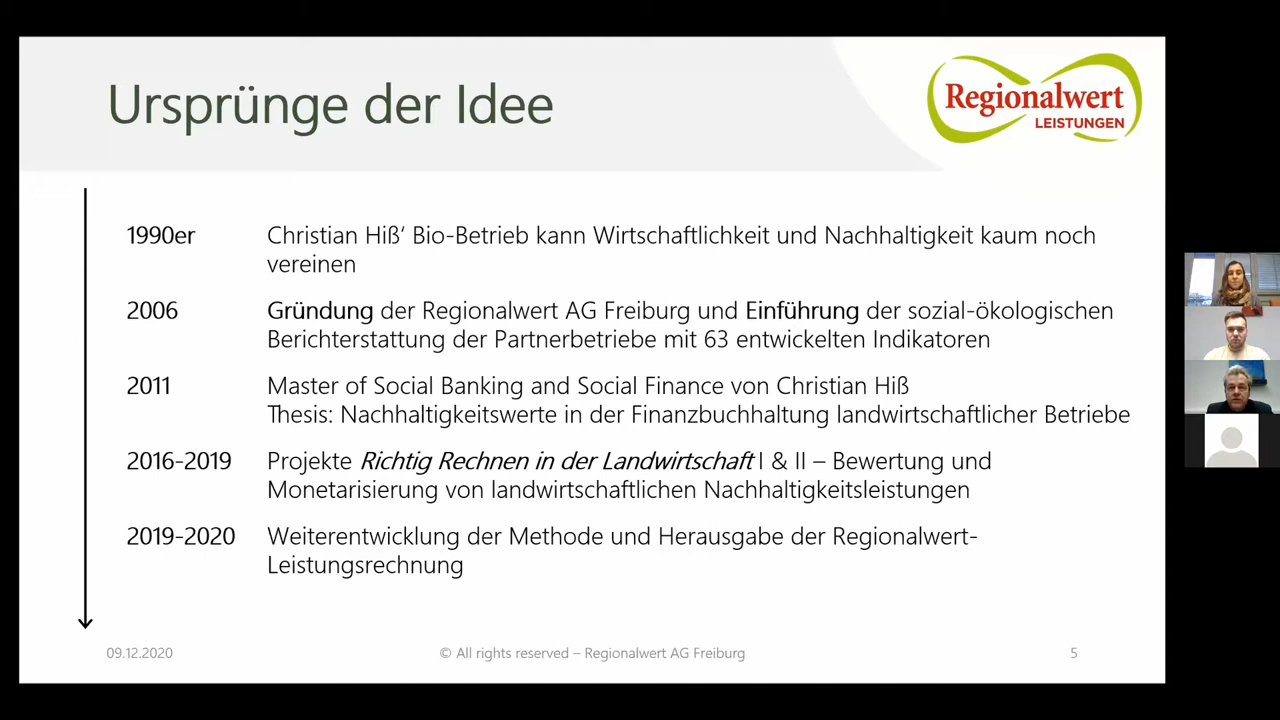 Ursprünge der Idee
Regionalwert
LEISTUNGEN
1990er
Christian Hiß‘ Bio-Betrieb kann Wirtschaftlichkeit und Nachhaltigkeit kaum noch
vereinen
2006
Gründung der Regionalwert AG Freiburg und Einführung der sozial-ökologischen
Berichterstattung der Partnerbetriebe mit 63 entwickelten Indikatoren
2011
Master of Social Banking and Social Finance von Christian Hiß
Thesis: Nachhaltigkeitswerte in der Finanzbuchhaltung landwirtschaftlicher Betriebe
2016-2019
Projekte Richtig Rechnen in der Landwirtschaft I & II – Bewertung und
Monetarisierung von landwirtschaftlichen Nachhaltigkeitsleistungen
2019-2020
Weiterentwicklung der Methode und Herausgabe der Regionalwert-
Leistungsrechnung
09.12.2020
© All rights reserved – Regionalwert AG Freiburg
5